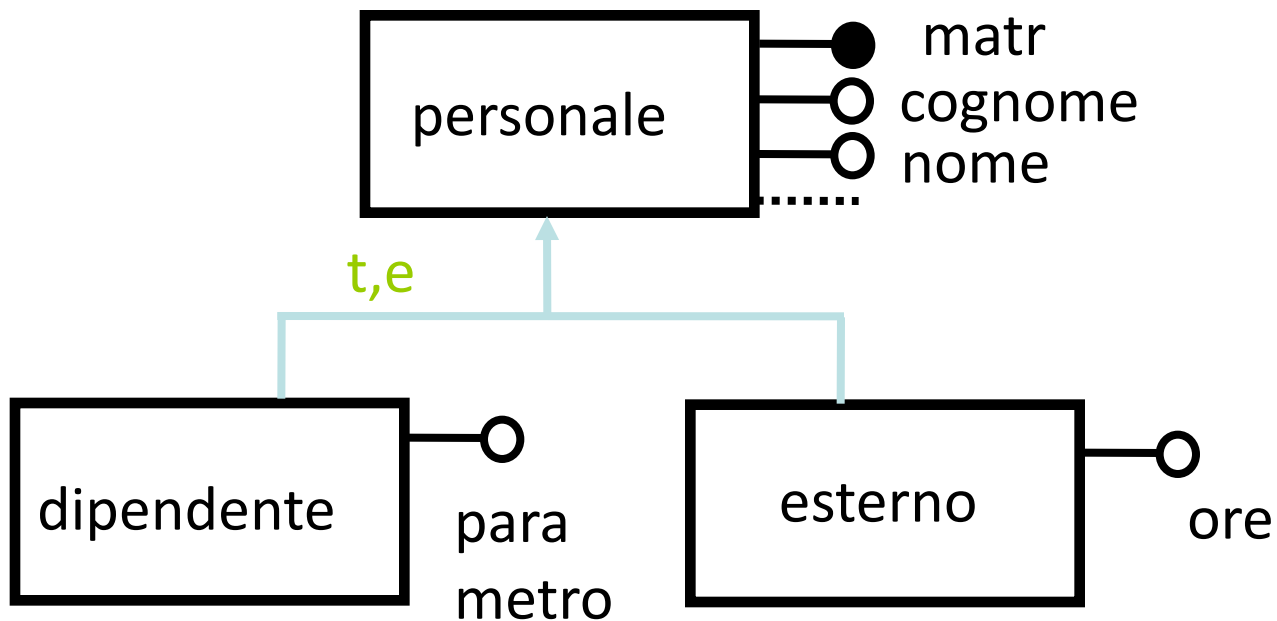 matr
personale
cognome
nome
t,e
dipendente
para
metro
esterno
ore